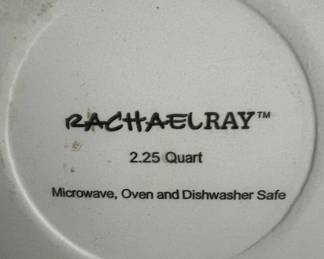 RACHAELRAY™
2.25 Quart
Microwave, Oven and Dishwasher Safe